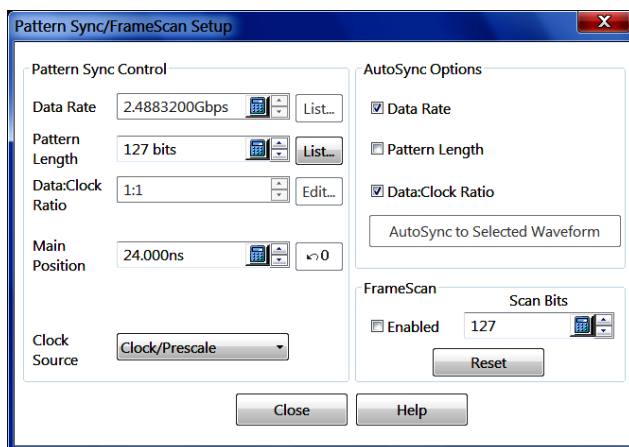 Pattern Sync/FrameScan Setup
X
Pattern Sync Control
Data Rate 2.4883200Gbps List...
Pattern Length 127 bits List...
Data:Clock Ratio 1:1 Edit...
Main Position 24.000ns 0
Clock Source Clock/Prescale
AutoSync Options
Data Rate
Pattern Length
Data:Clock Ratio
AutoSync to Selected Waveform
FrameScan
Scan Bits
Enabled 127
Reset
Close Help